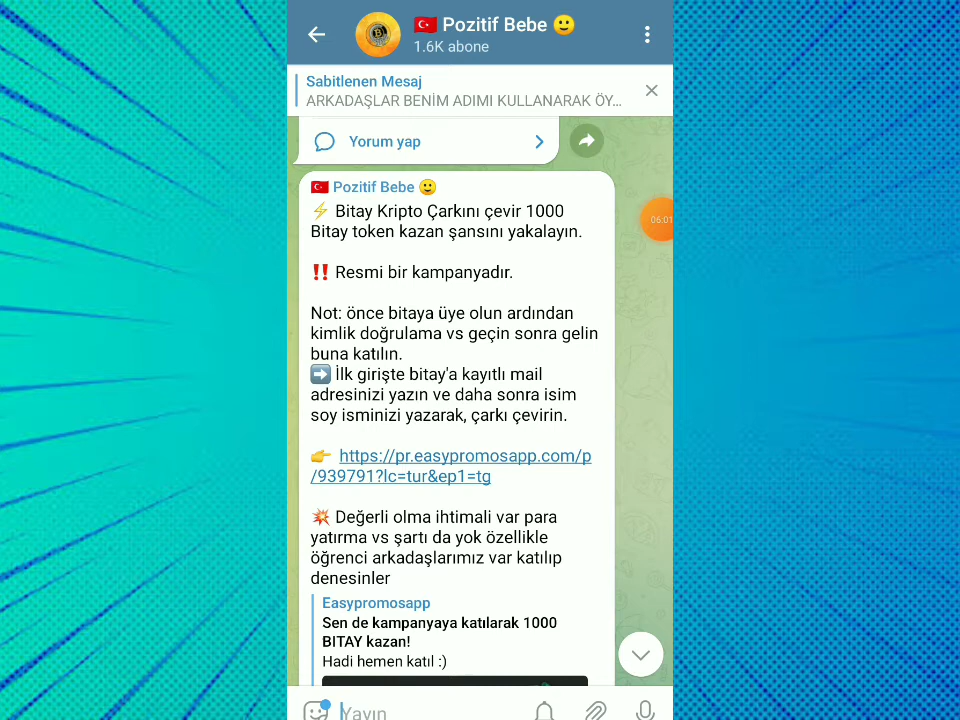 Pozitif Bebe
1.6K abone
Sabitlenen Mesaj
ARKADAŞLAR BENİM ADIMI KULLANARAK ÖY...
Yorum yap
Pozitif Bebe
06:01
⚡ Bitay Kripto Çarkını çevir 1000
Bitay token kazan şansını yakalayın.
‼️ Resmi bir kampanyadır.
Not: önce bitaya üye olun ardından
kimlik doğrulama vs geçin sonra gelin
buna katılın.
➡️ İlk girişte bitay'a kayıtlı mail
adresinizi yazın ve daha sonra isim
soy isminizi yazarak, çarkı çevirin.
👉 https://pr.easypromosapp.com/p
/939791?lc=tur&ep1=tg
💥 Değerli olma ihtimali var para
yatırma vs şartı da yok özellikle
öğrenci arkadaşlarımız var katılıp
denesinler
Easypromosapp
Sen de kampanyaya katılarak 1000
BITAY kazan!
Hadi hemen katıl :)
Yayın